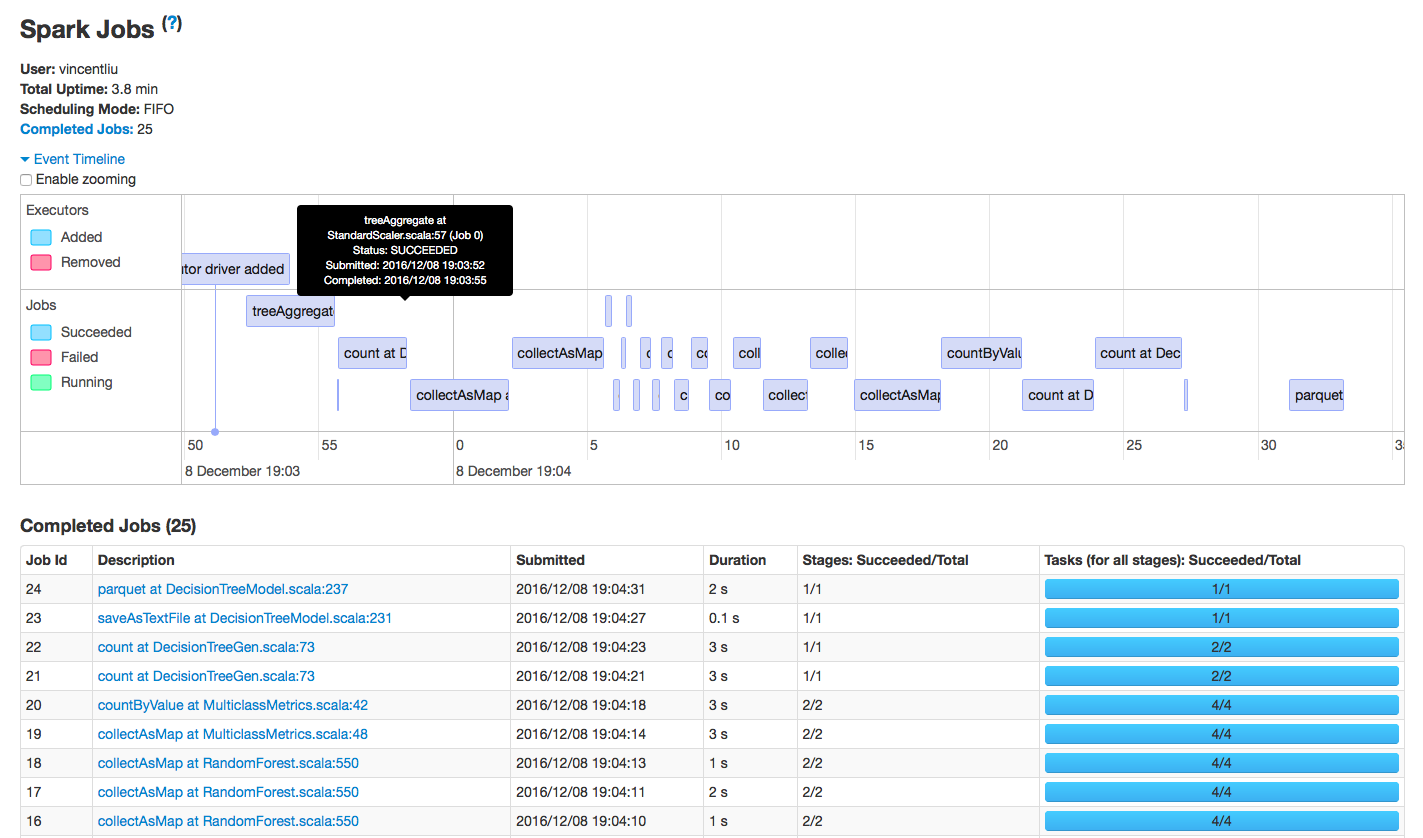 Spark Jobs (?)
User: vincentliu
Total Uptime: 3.8 min
Scheduling Mode: FIFO
Completed Jobs: 25
Event Timeline
Enable zooming
Executors
Added
Removed
utor driver added
treeAggregate at
StandardScaler.scala:57 (Job 0)
Status: SUCCEEDED
Submitted: 2016/12/08 19:03:52
Completed: 2016/12/08 19:03:55
Jobs
Succeeded
Failed
Running
treeAggregat
count at D collectAsMap c c cc coll collec countByValu count at Dec
collectAsMap a c co collect collectAsMap count at D parquet
50 55 0 5 10 15 20 25 30 35
8 December 19:03 8 December 19:04
Completed Jobs (25)
Job Id Description Submitted Duration Stages: Succeeded/Total Tasks (for all stages): Succeeded/Total
24 parquet at DecisionTreeModel.scala:237 2016/12/08 19:04:31 2 s 1/1 1/1
23 saveAsTextFile at DecisionTreeModel.scala:231 2016/12/08 19:04:27 0.1 s 1/1 1/1
22 count at DecisionTreeGen.scala:73 2016/12/08 19:04:23 3 s 1/1 2/2
21 count at DecisionTreeGen.scala:73 2016/12/08 19:04:21 3 s 1/1 2/2
20 countByValue at MulticlassMetrics.scala:42 2016/12/08 19:04:18 3 s 2/2 4/4
19 collectAsMap at MulticlassMetrics.scala:48 2016/12/08 19:04:14 3 s 2/2 4/4
18 collectAsMap at RandomForest.scala:550 2016/12/08 19:04:13 1 s 2/2 4/4
17 collectAsMap at RandomForest.scala:550 2016/12/08 19:04:11 2 s 2/2 4/4
16 collectAsMap at RandomForest.scala:550 2016/12/08 19:04:10 1 s 2/2 4/4